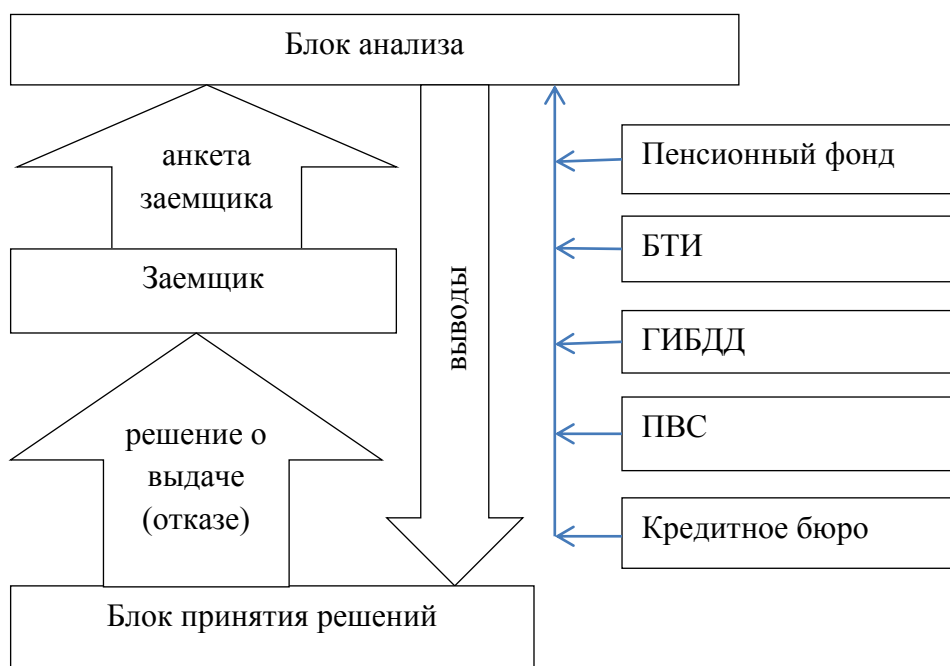 Блок анализа
анкета
заемщика
Заемщик
решение о
выдаче
(отказе)
Блок принятия решений
выводы
Пенсионный фонд
БТИ
ГИБДД
ПВС
Кредитное бюро